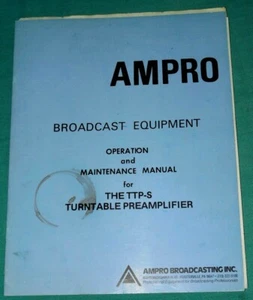 AMPRO
BROADCAST EQUIPMENT
OPERATION
and
MAINTENANCE MANUAL
for
THE TTP-S
TURNTABLE PREAMPLIFIER
AMPRO BROADCASTING INC.